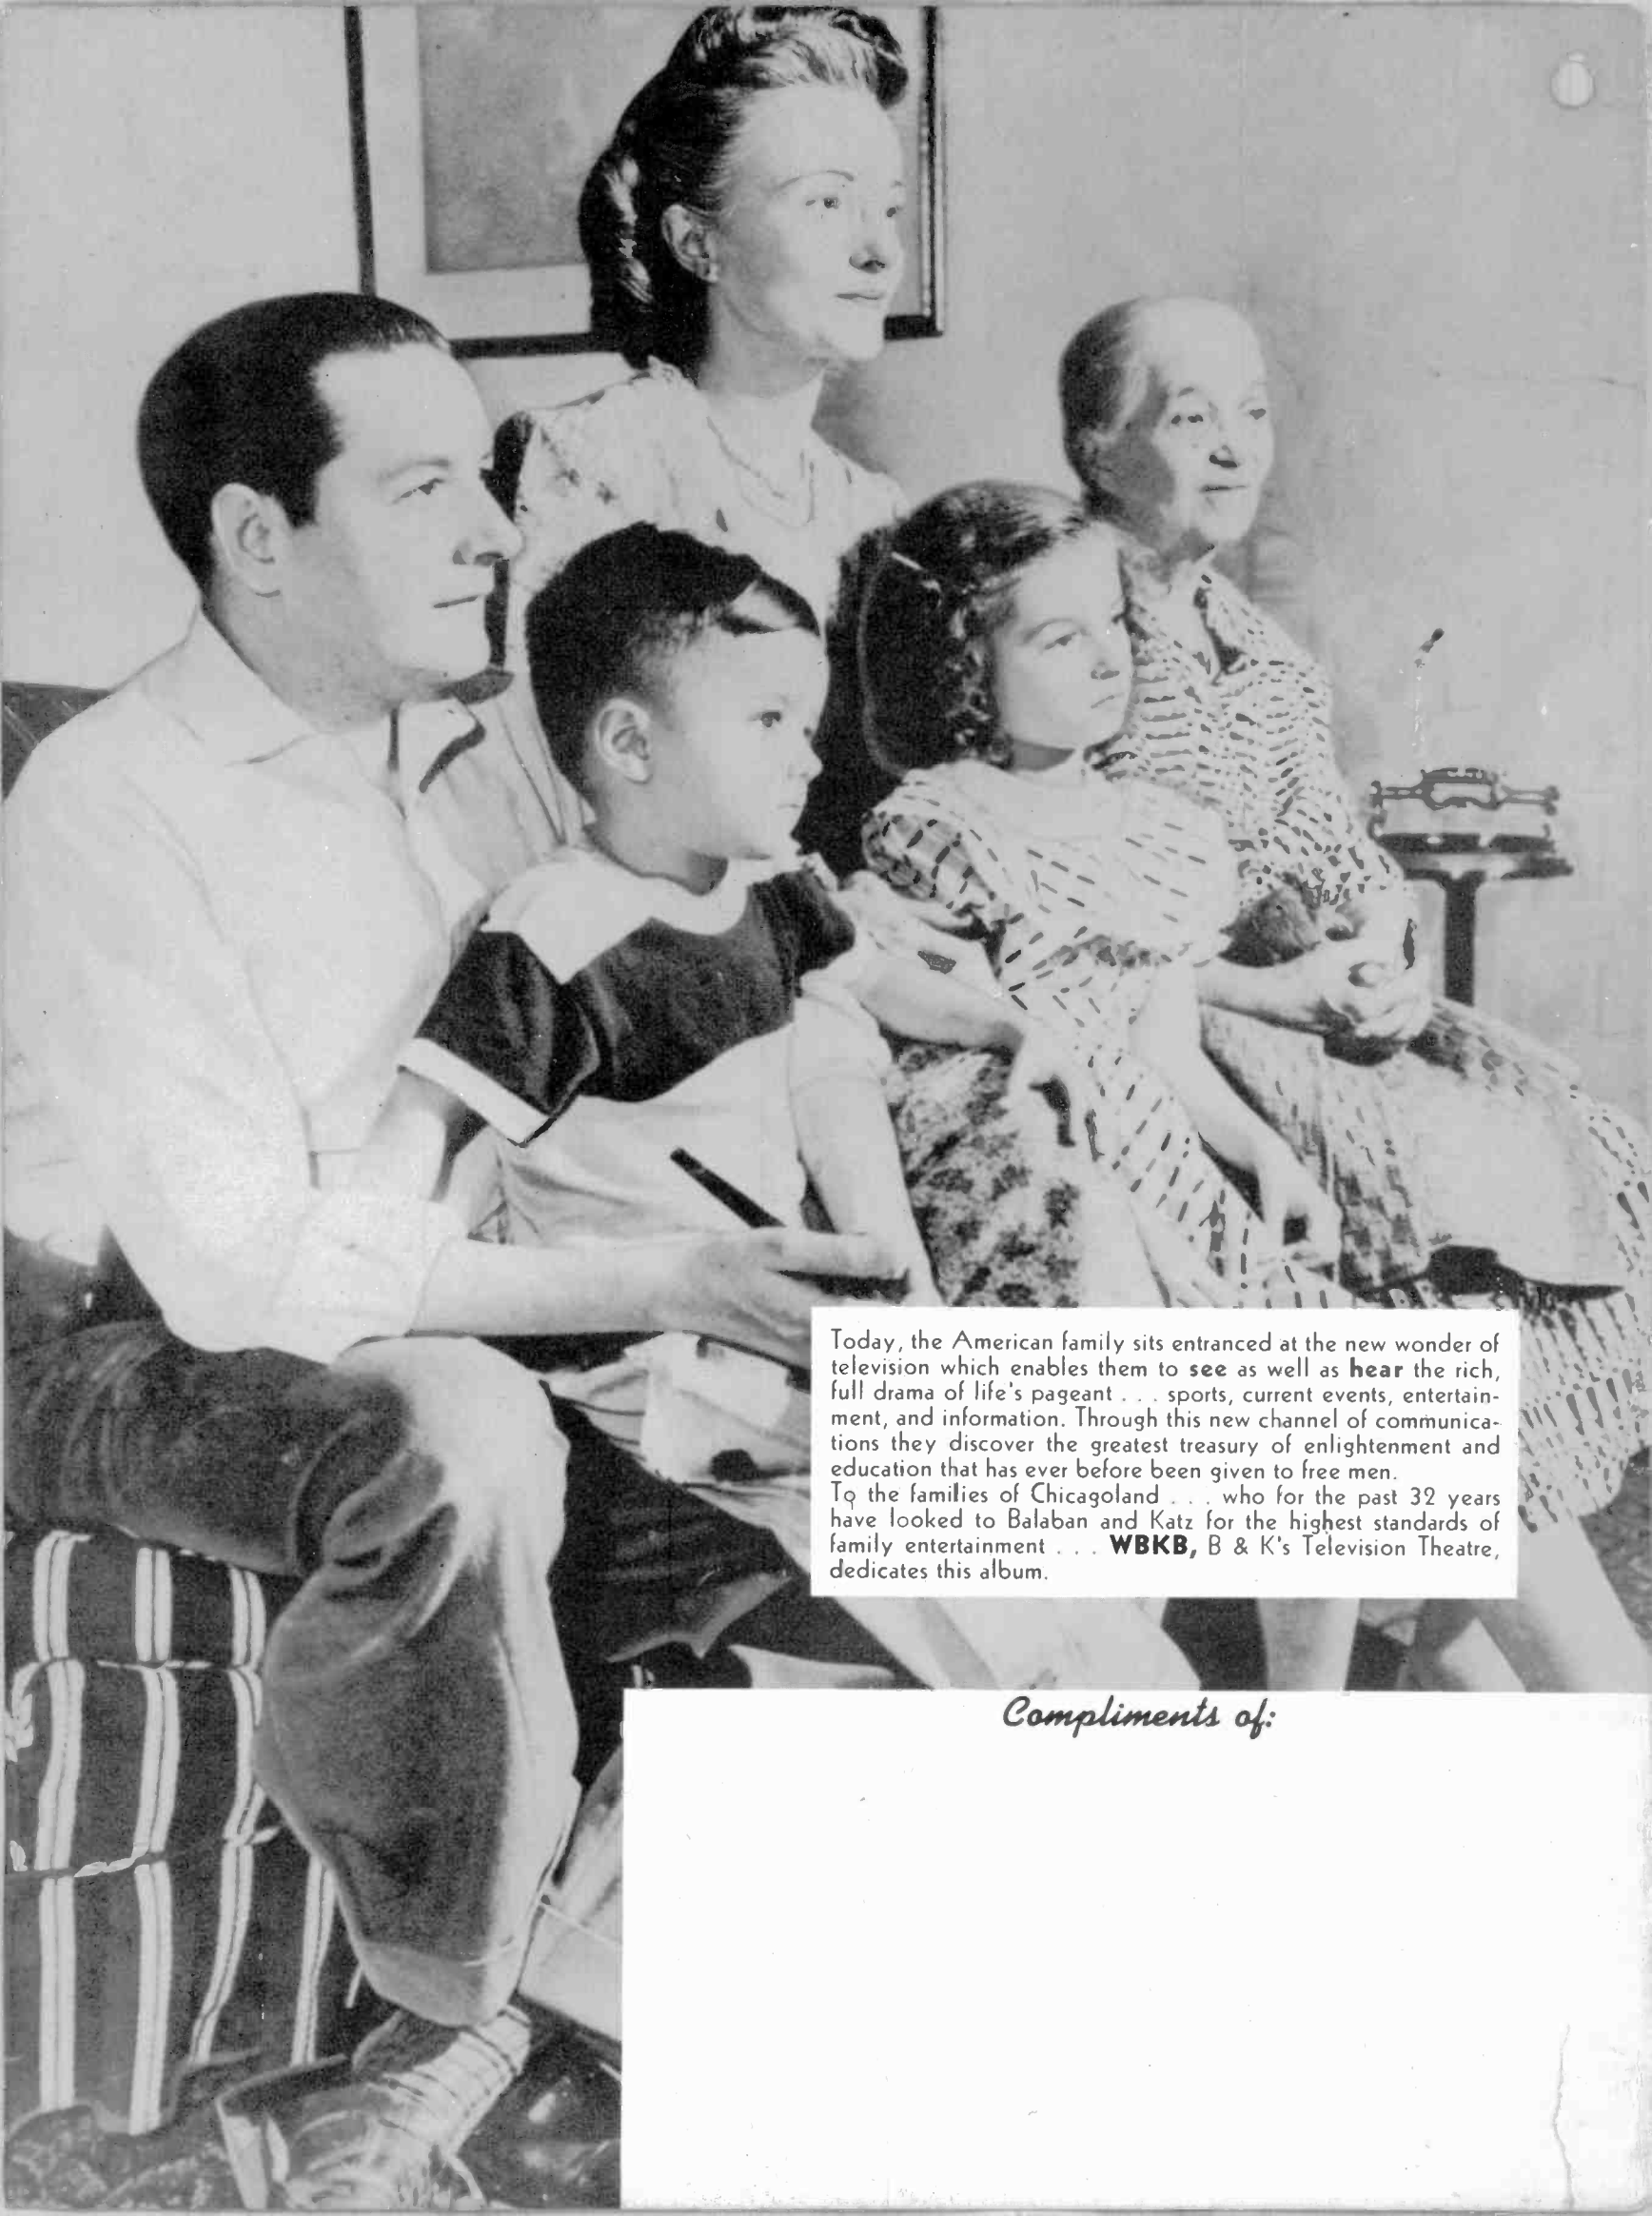 Today, the American family sits entranced at the new wonder of
television which enables them to see as well as hear the rich,
full drama of life's pageant . . . sports, current events, entertain-
ment, and information. Through this new channel of communica-
tions they discover the greatest treasury of enlightenment and
education that has ever before been given to free men.
To the families of Chicagoland . . . who for the past 32 years
have looked to Balaban and Katz for the highest standards of
family entertainment . . . WBKB, B & K's Television Theatre,
dedicates this album.
Compliments of: